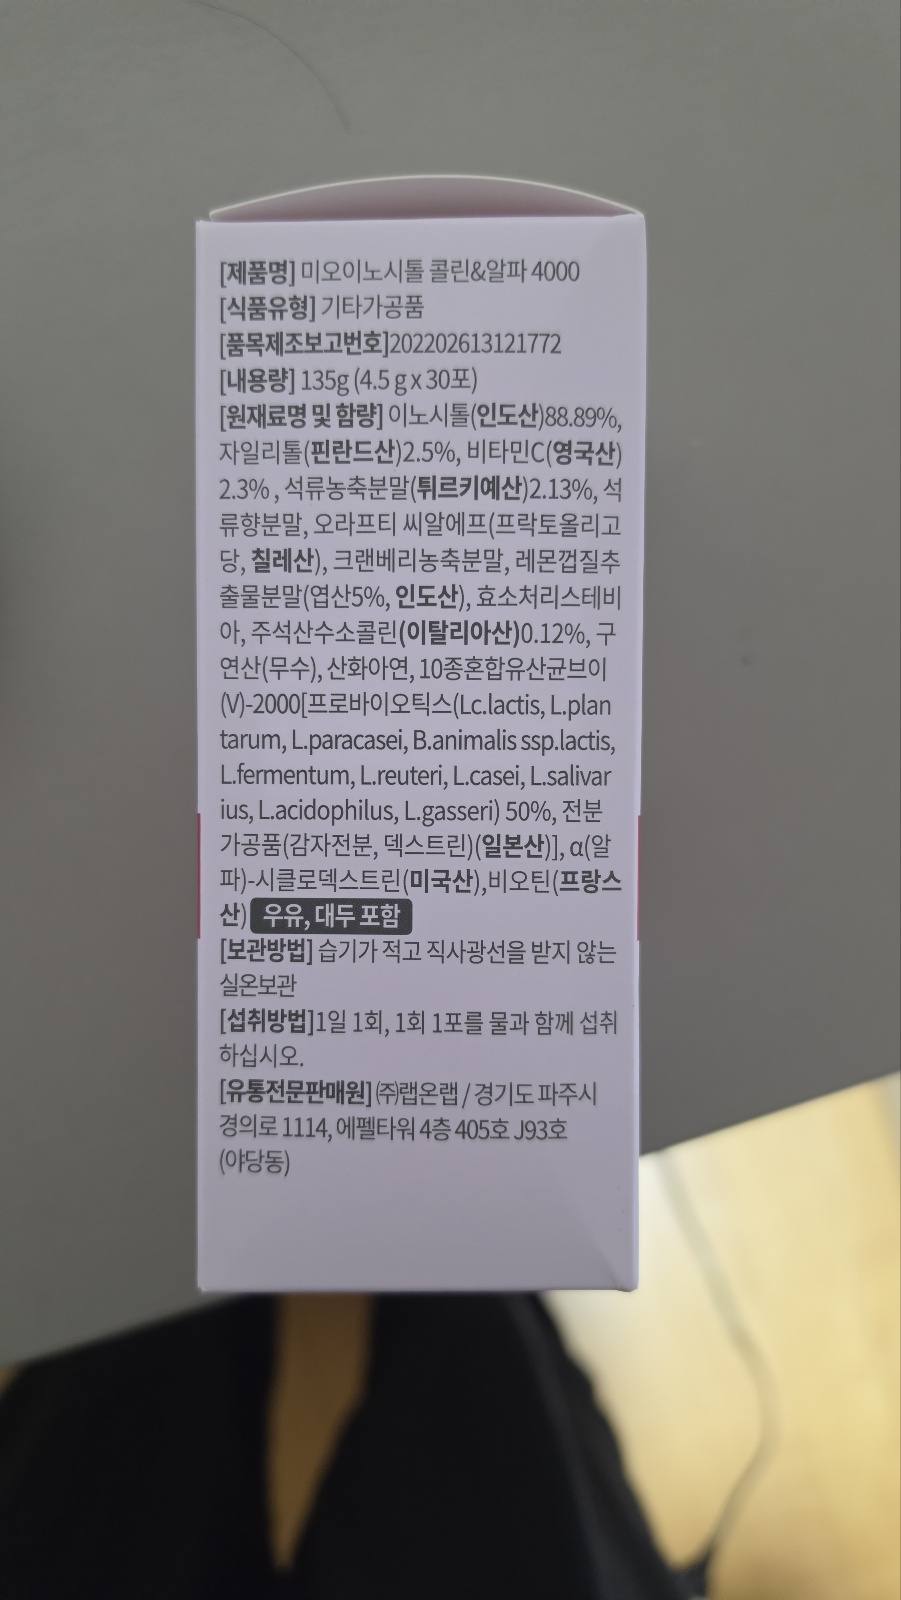 [제품명] 미오이노시톨 콜린&알파 4000
[식품유형] 기타가공품
[품목제조보고번호]202202613121772
[내용량] 135g (4.5 g x 30포)
[원재료명 및 함량] 이노시톨(인도산)88.89%,
자일리톨(핀란드산)2.5%, 비타민C(영국산)
2.3% , 석류농축분말(튀르키예산)2.13%, 석
류향분말, 오라프티 씨알에프(프락토올리고
당, 칠레산), 크랜베리농축분말, 레몬껍질추
출물분말(엽산5%, 인도산), 효소처리스테비
아, 주석산수소콜린(이탈리아산)0.12%, 구
연산(무수), 산화아연, 10종혼합유산균브이
(V)-2000[프로바이오틱스(Lc.lactis, L.plan
tarum, L.paracasei, B.animalis ssp.lactis,
L.fermentum, L.reuteri, L.casei, L.salivar
ius, L.acidophilus, L.gasseri) 50%, 전분
가공품(감자전분, 덱스트린)(일본산)], α(알
파)-시클로덱스트린(미국산),비오틴(프랑스
산) 우유, 대두 포함
[보관방법] 습기가 적고 직사광선을 받지 않는
실온보관
[섭취방법]1일 1회, 1회 1포를 물과 함께 섭취
하십시오.
[유통전문판매원] ㈜랩온랩 / 경기도 파주시
경의로 1114, 에펠타워 4층 405호 J93호
(야당동)